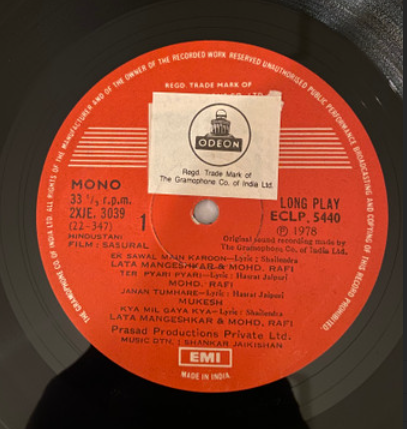 THE GRAMOPHONE CO. OF INDIA LTD. ALL RIGHTS OF THE MANUFACTURER AND OF THE OWNER OF THE RECORDED WORK RESERVED UNAUTHORISED PUBLIC PERFORMANCE BROADCASTING AND COPYING OF THIS RECORD PROHIBITED.
REGD. TRADE MARK OF
LTD.
ODEON
Regd. Trade Mark of
The Gramophone Co. of India Ltd.
MONO
33 1/3 r.p.m.
2XJE. 3039
(22-347)
HINDUSTANI
FILM : SASURAL
1
LONG PLAY
ECLP. 5440
Ⓟ 1978
Original sound recording made by
The Gramophone Co. of India Ltd.
EK SAWAL MAIN KAROON—Lyric : Shailendra
LATA MANGESHKAR & MOHD. RAFI
TERI PYARI PYARI—Lyric : Hasrat Jaipuri
MOHD. RAFI
JANAN TUMHARE—Lyric : Hasrat Jaipuri
MUKESH
KYA MIL GAYA KYA—Lyric : Shailendra
LATA MANGESHKAR & MOHD. RAFI
Prasad Productions Private Ltd.
MUSIC DTN. : SHANKAR JAIKISHAN
EMI
MADE IN INDIA